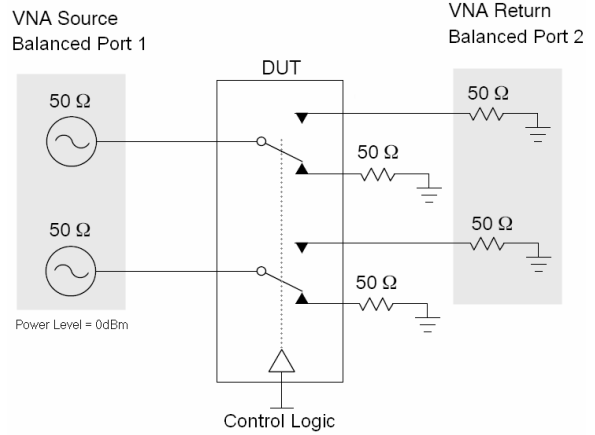 VNA Source
Balanced Port 1
VNA Return
Balanced Port 2
DUT
50 Ω
50 Ω
50 Ω
50 Ω
50 Ω
50 Ω
Power Level = 0dBm
Control Logic